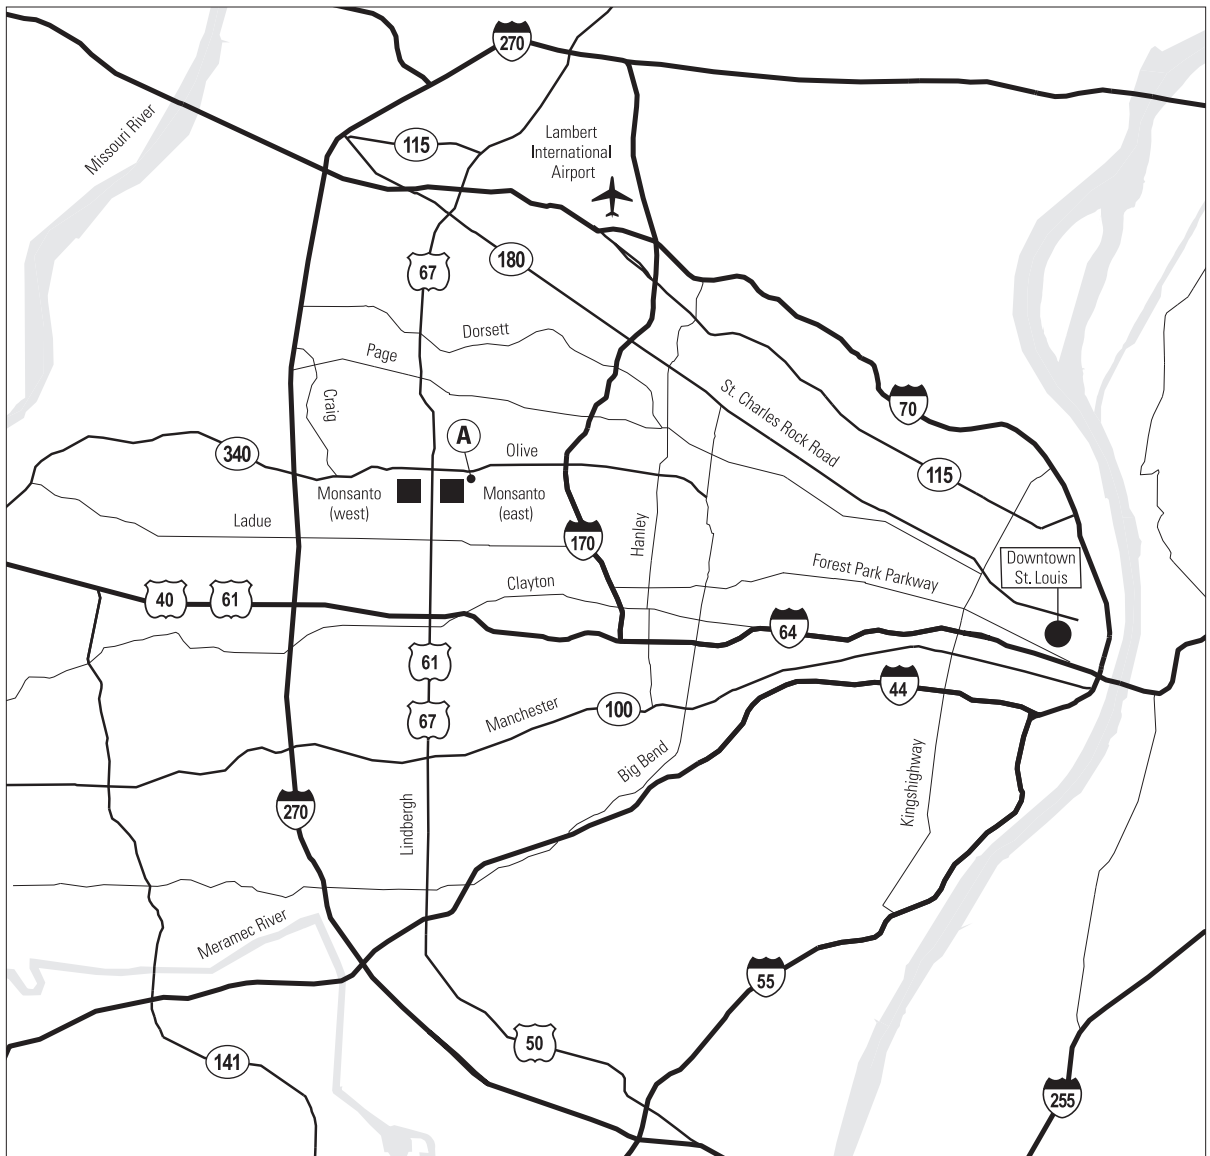 270
Missouri River
115
Lambert
International
Airport
67
180
Dorsett
Page
Craig
St. Charles Rock Road
70
A
340
Olive
115
Monsanto
(west)
Monsanto
(east)
Ladue
Hanley
170
Downtown
St. Louis
Clayton
Forest Park Parkway
40
61
64
61
44
67
Manchester
100
Big Bend
Kingshighway
270
Lindbergh
Meramec River
55
50
141
255